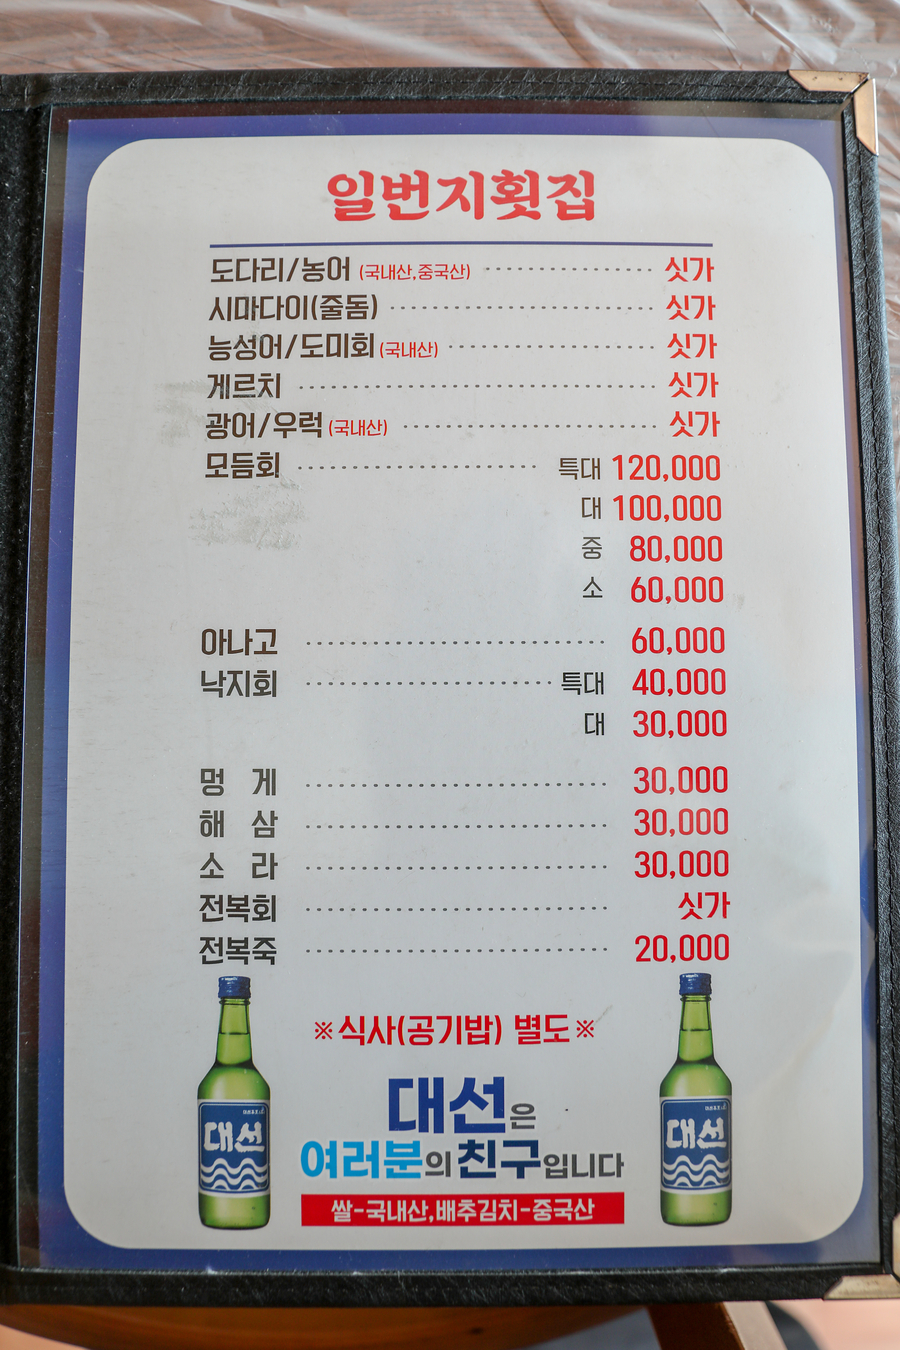 일번지횟집
도다리/농어 (국내산,중국산) 싯가
시마다이(줄돔) 싯가
능성어/도미회 (국내산) 싯가
게르치 싯가
광어/우럭 (국내산) 싯가
모듬회 특대 120,000
대 100,000
중 80,000
소 60,000
아나고 60,000
낙지회 특대 40,000
대 30,000
멍 게 30,000
해 삼 30,000
소 라 30,000
전복회 싯가
전복죽 20,000
※식사(공기밥) 별도※
대선은
여러분의 친구입니다
쌀-국내산,배추김치-중국산
대선
대선